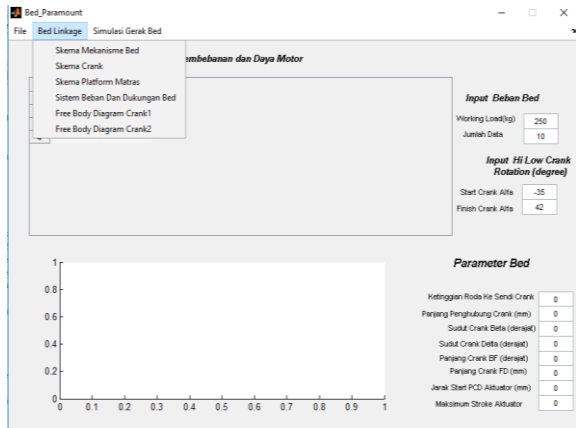 Bed_Paramount
File Bed Linkage Simulasi Gerak Bed
Skema Mekanisme Bed
Skema Crank
Skema Platform Matras
Sistem Beban Dan Dukungan Bed
Free Body Diagram Crank1
Free Body Diagram Crank2
embebanan dan Daya Motor
Input Beban Bed
Working Load(kg) 250
Jumlah Data 10
Input Hi Low Crank
Rotation (degree)
Start Crank Alfa -35
Finish Crank Alfa 42
Parameter Bed
Ketinggian Roda Ke Sendi Crank 0
Panjang Penghubung Crank (mm) 0
Sudut Crank Beta (derajat) 0
Sudut Crank Delta (derajat) 0
Panjang Crank BF (derajat) 0
Panjang Crank FD (mm) 0
Jarak Start PCD Aktuator (mm) 0
Maksimum Stroke Aktuator 0
1
0.8
0.6
0.4
0.2
0
0 0.1 0.2 0.3 0.4 0.5 0.6 0.7 0.8 0.9 1